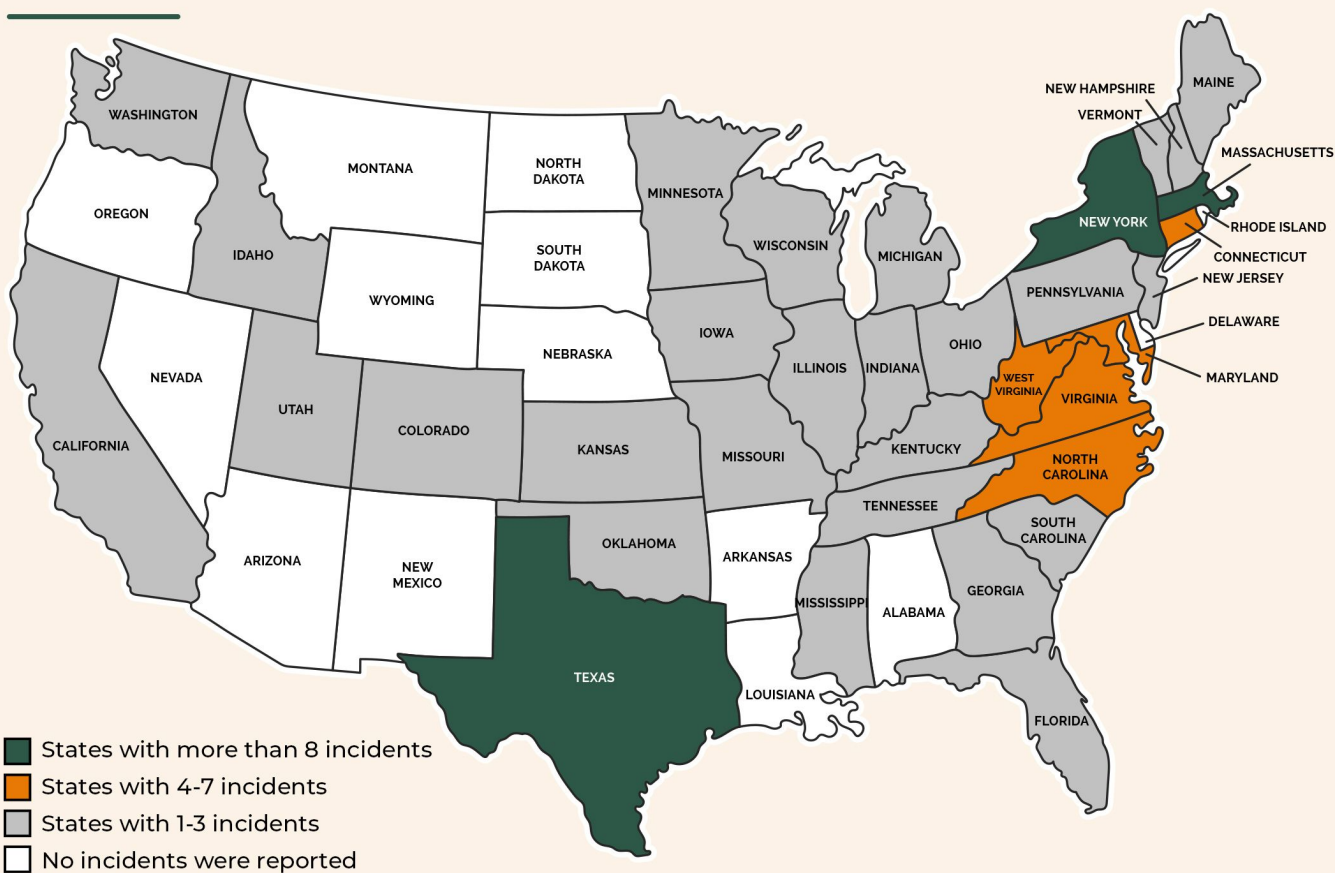 MAINE
NEW HAMPSHIRE
VERMONT
WASHINGTON
MASSACHUSETTS
MONTANA
NORTH
DAKOTA
MINNESOTA
OREGON
NEW YORK
RHODE ISLAND
IDAHO
SOUTH
DAKOTA
WISCONSIN
MICHIGAN
CONNECTICUT
NEW JERSEY
WYOMING
PENNSYLVANIA
DELAWARE
IOWA
OHIO
NEBRASKA
NEVADA
ILLINOIS
INDIANA
WEST
VIRGINIA
MARYLAND
UTAH
VIRGINIA
COLORADO
CALIFORNIA
KANSAS
MISSOURI
KENTUCKY
NORTH
CAROLINA
TENNESSEE
SOUTH
CAROLINA
OKLAHOMA
ARKANSAS
ARIZONA
NEW
MEXICO
GEORGIA
MISSISSIPPI
ALABAMA
TEXAS
LOUISIANA
FLORIDA
States with more than 8 incidents
States with 4-7 incidents
States with 1-3 incidents
No incidents were reported